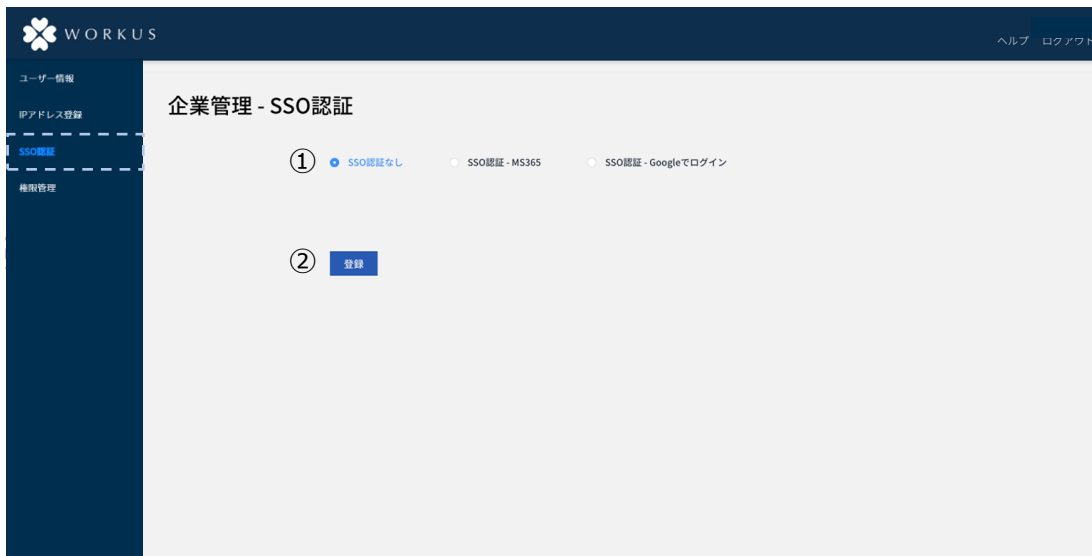 WORKUS
ヘルプ ログアウト
ユーザー情報
IPアドレス登録
SSO認証
権限管理
企業管理 - SSO認証
① SSO認証なし SSO認証 - MS365 SSO認証 - Googleでログイン
② 登録